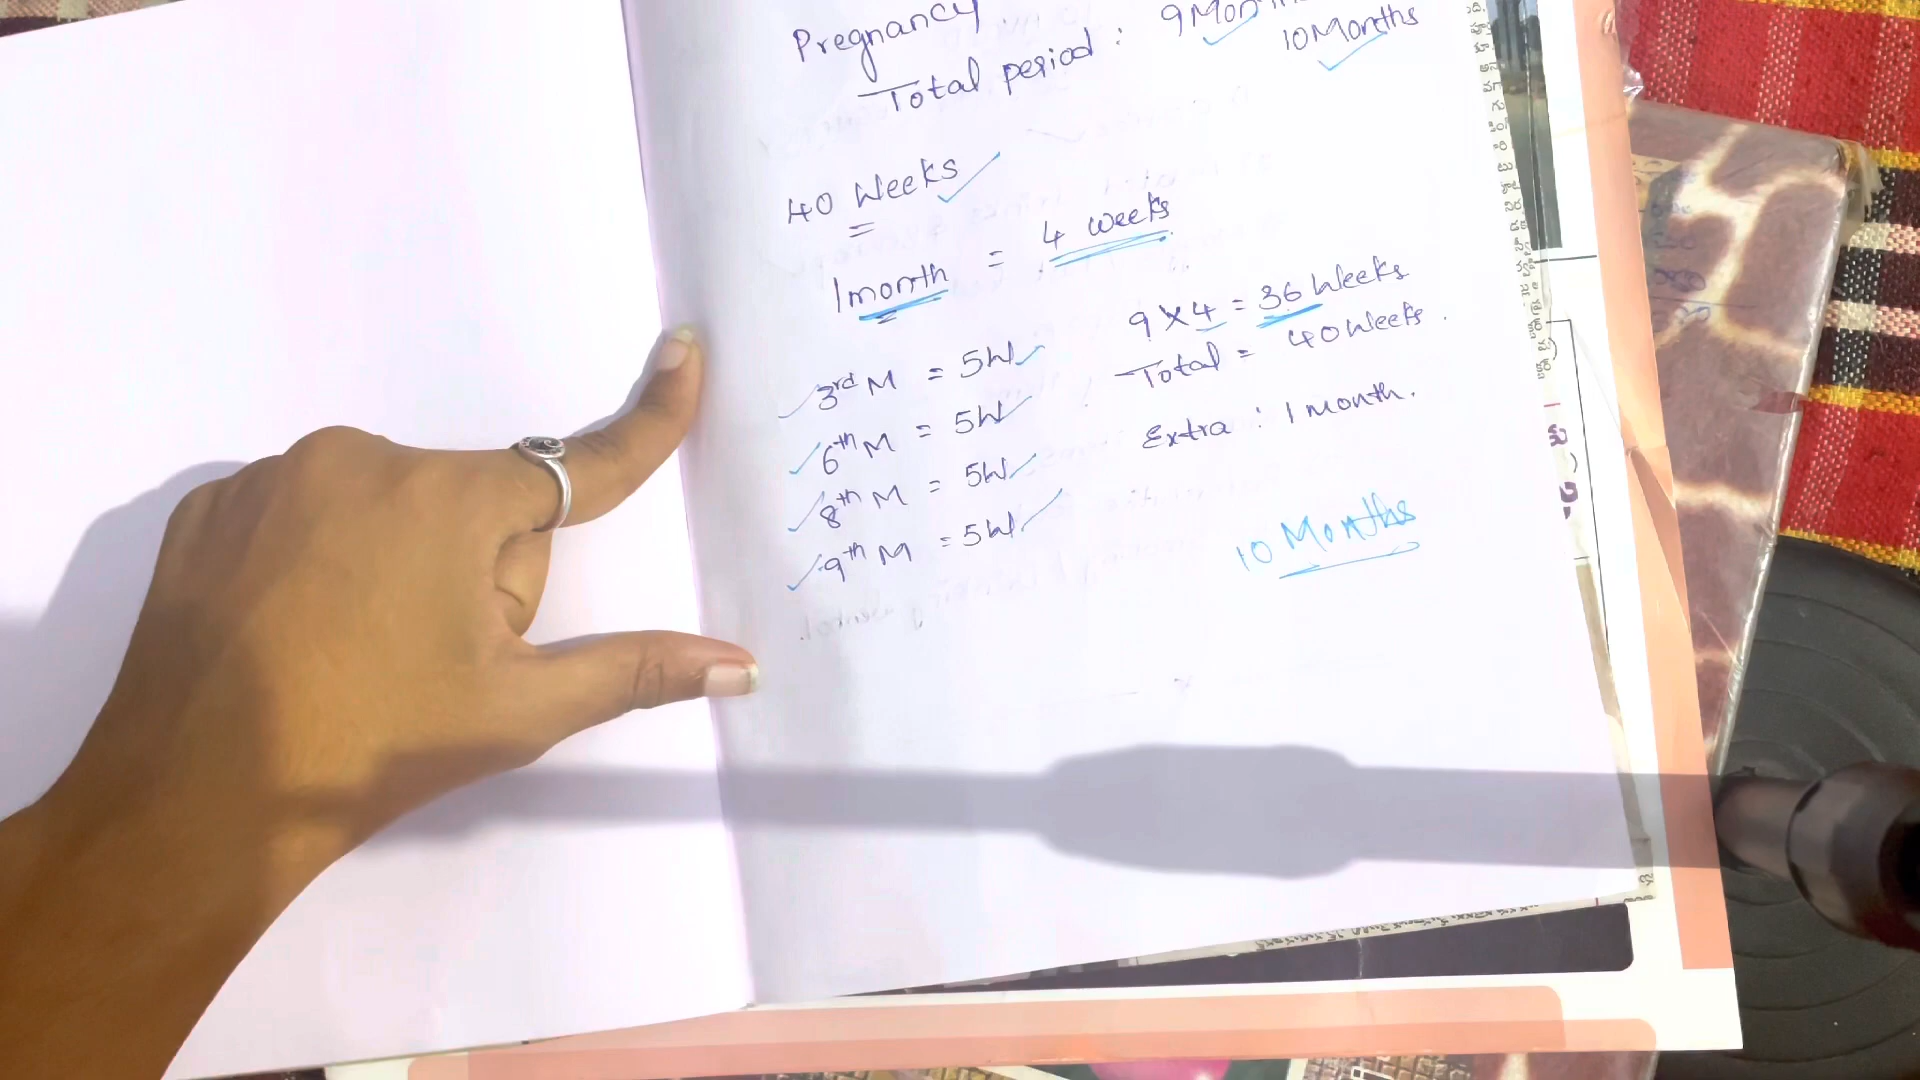 Pregnancy
Total period : 9 Months
10 Months
40 Weeks
=
1 month = 4 weeks
9 × 4 = 36 Weeks
Total = 40 Weeks.
3rd M = 5W
6th M = 5W
8th M = 5W
9th M = 5W
Extra : 1 Month.
10 Months